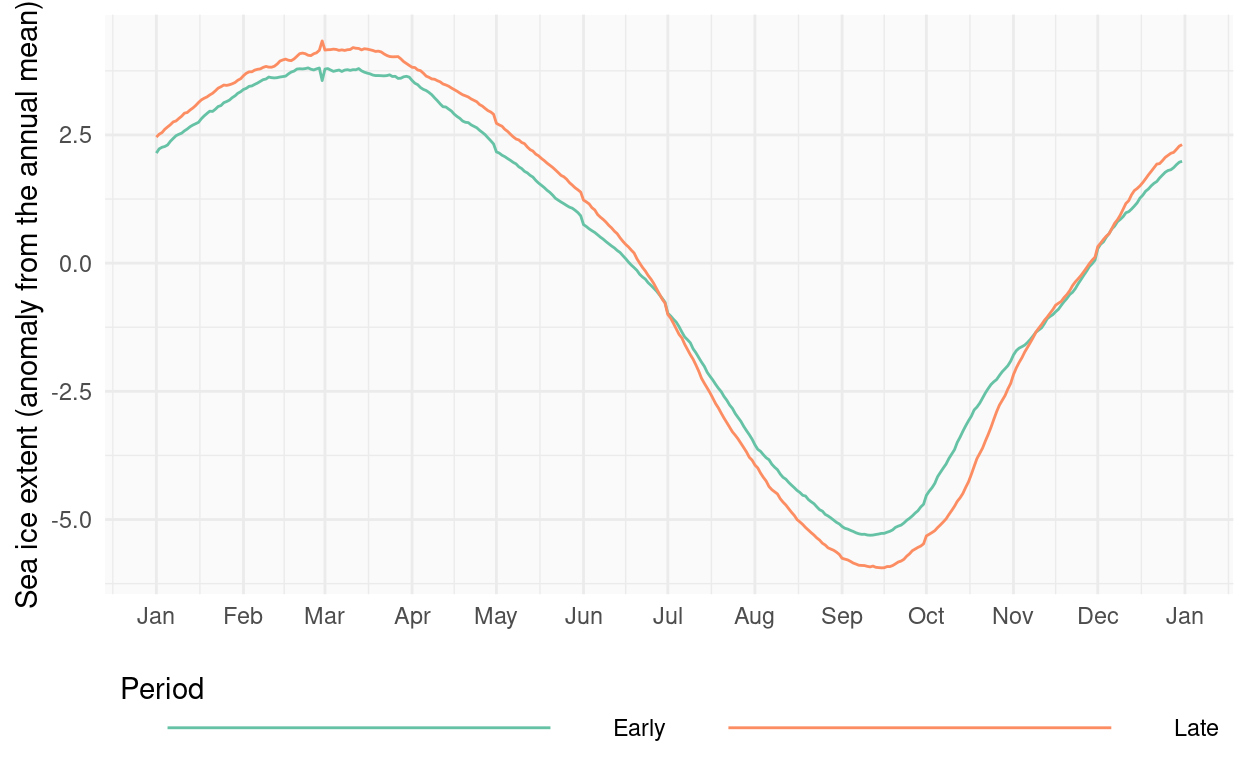 Sea ice extent (anomaly from the annual mean)
2.5
0.0
-2.5
-5.0
Jan Feb Mar Apr May Jun Jul Aug Sep Oct Nov Dec Jan
Period
Early Late